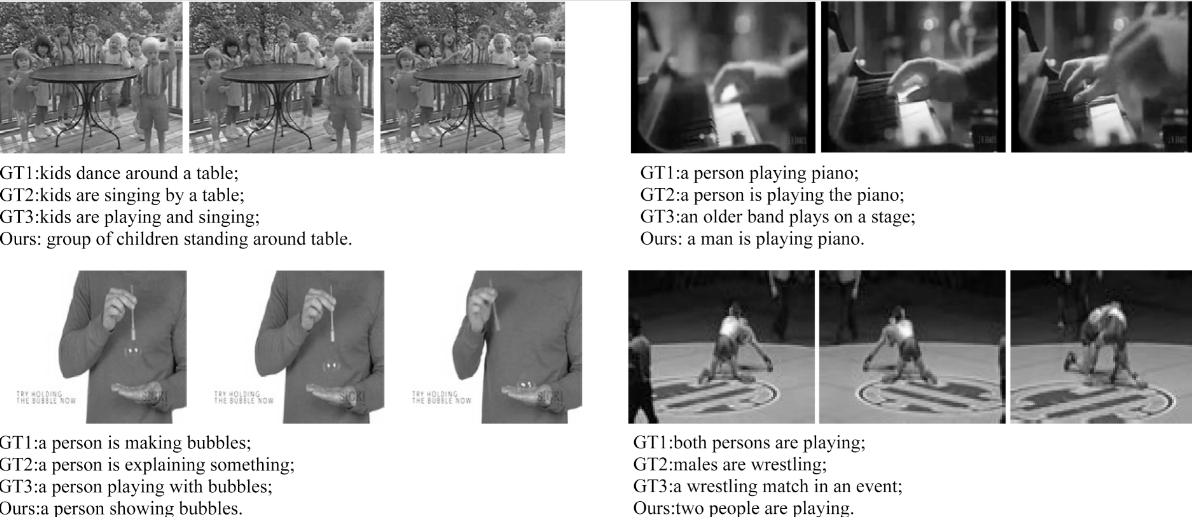 GT1:kids dance around a table;
GT2:kids are singing by a table;
GT3:kids are playing and singing;
Ours: group of children standing around table.
GT1:a person playing piano;
GT2:a person is playing the piano;
GT3:an older band plays on a stage;
Ours: a man is playing piano.
TRY HOLDING
THE BUBBLE NOW
TRY HOLDING
THE BUBBLE NOW
TRY HOLDING
THE BUBBLE NOW
GT1:a person is making bubbles;
GT2:a person is explaining something;
GT3:a person playing with bubbles;
Ours:a person showing bubbles.
GT1:both persons are playing;
GT2:males are wrestling;
GT3:a wrestling match in an event;
Ours:two people are playing.